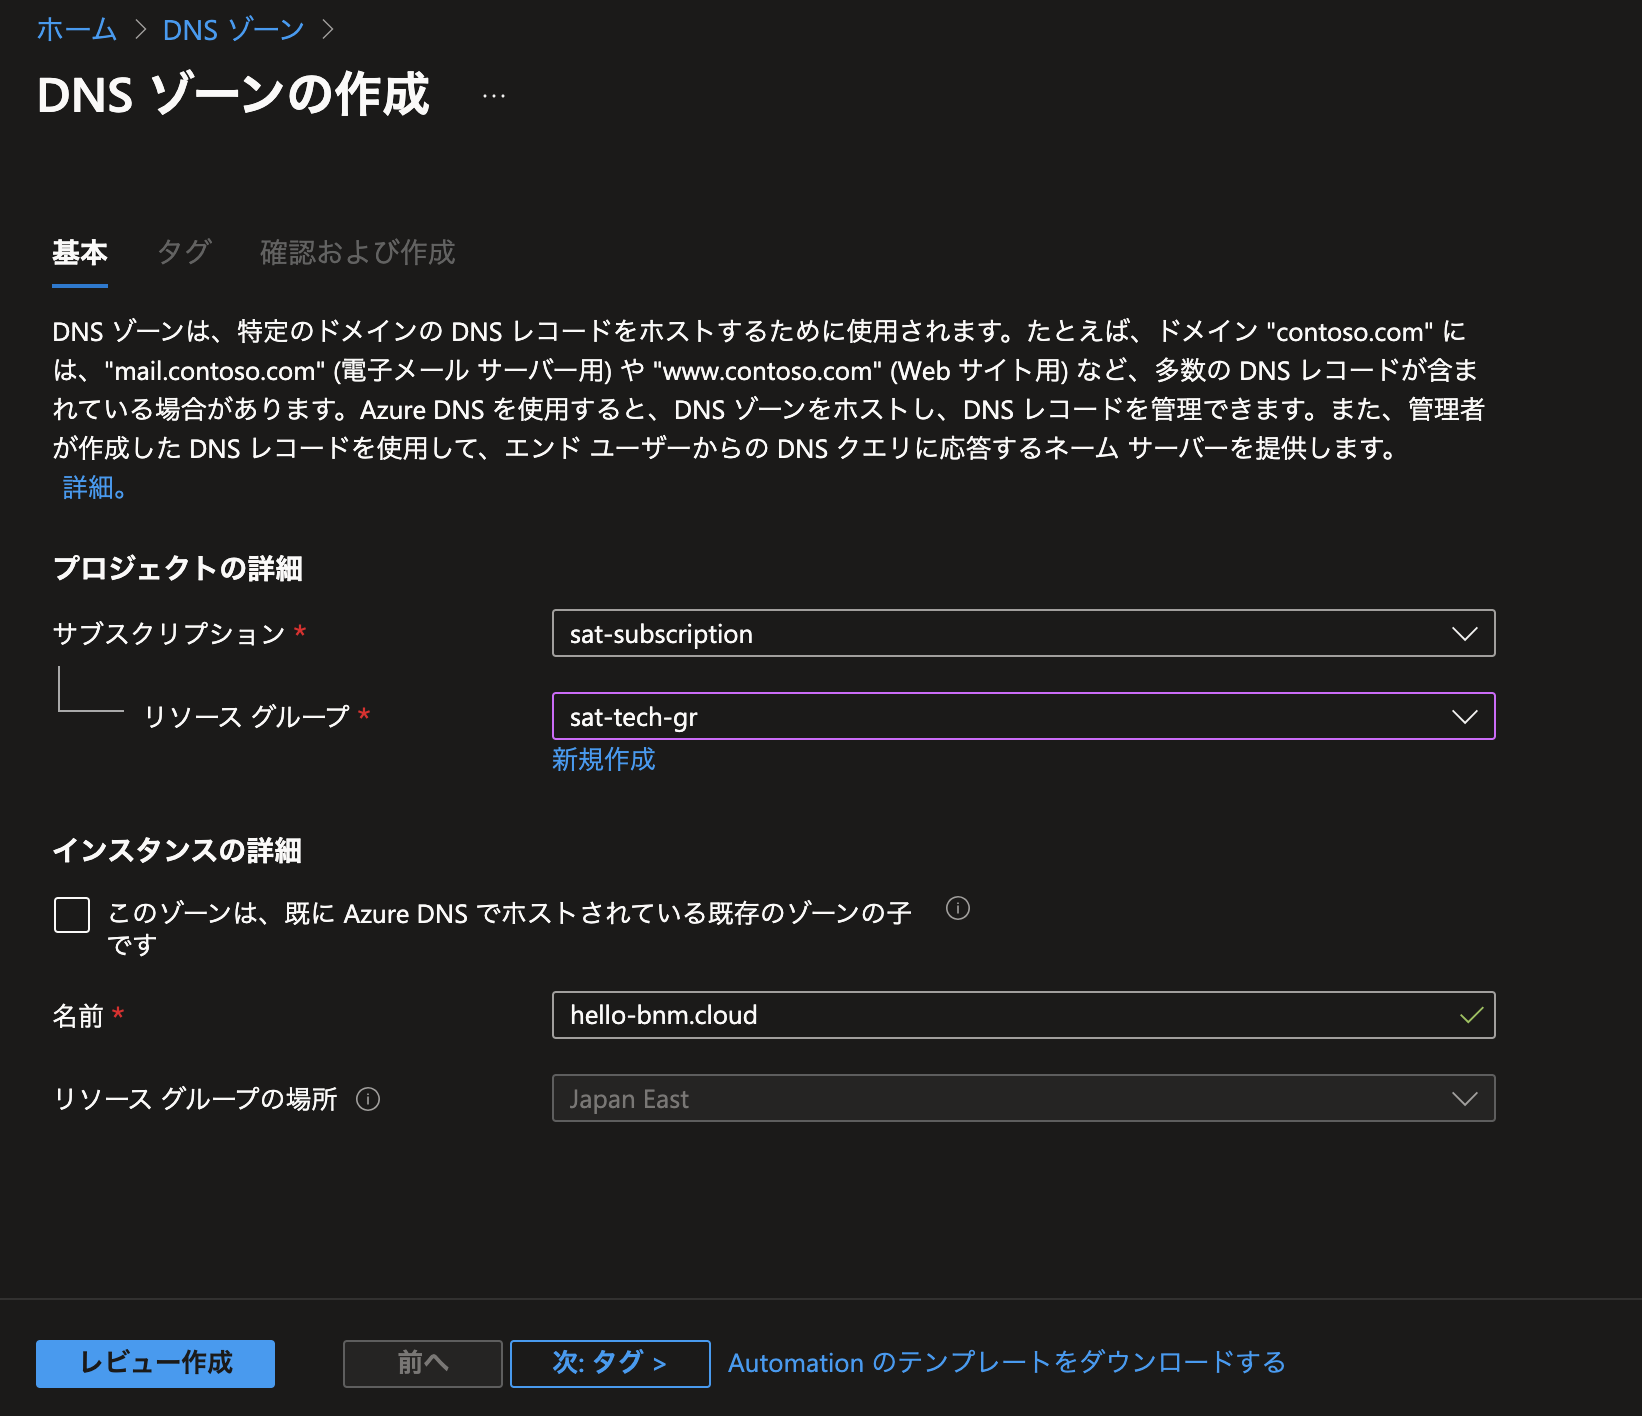 ホーム > DNS ゾーン >
DNS ゾーンの作成 …
基本 タグ 確認および作成
DNS ゾーンは、特定のドメインの DNS レコードをホストするために使用されます。たとえば、ドメイン "contoso.com" に
は、"mail.contoso.com" (電子メール サーバー用) や "www.contoso.com" (Web サイト用) など、多数の DNS レコードが含ま
れている場合があります。Azure DNS を使用すると、DNS ゾーンをホストし、DNS レコードを管理できます。また、管理者
が作成した DNS レコードを使用して、エンド ユーザーからの DNS クエリに応答するネーム サーバーを提供します。
詳細。
プロジェクトの詳細
サブスクリプション * sat-subscription
リソース グループ * sat-tech-gr
新規作成
インスタンスの詳細
このゾーンは、既に Azure DNS でホストされている既存のゾーンの子
です
名前 * hello-bnm.cloud
リソース グループの場所 Japan East
レビュー作成 前へ 次: タグ > Automation のテンプレートをダウンロードする